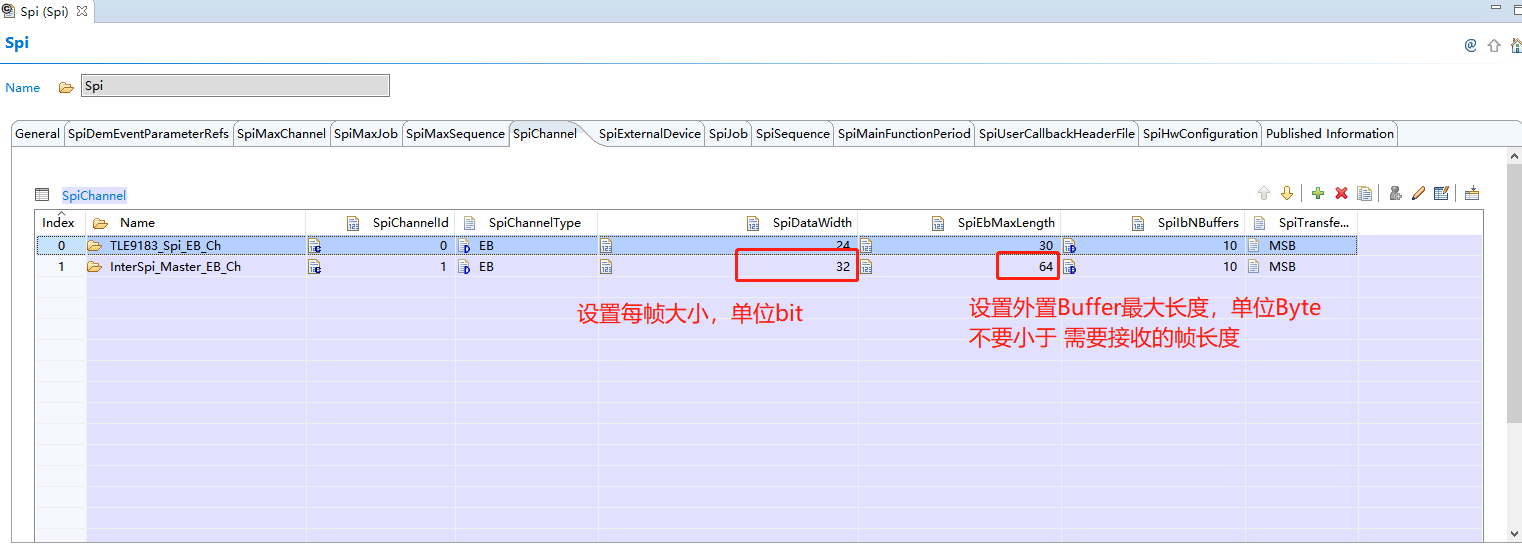 Spi (Spi)
Spi
Name Spi
General SpiDemEventParameterRefs SpiMaxChannel SpiMaxJob SpiMaxSequence SpiChannel SpiExternalDevice SpiJob SpiSequence SpiMainFunctionPeriod SpiUserCallbackHeaderFile SpiHwConfiguration Published Information
SpiChannel
Index Name SpiChannelId SpiChannelType SpiDataWidth SpiEbMaxLength SpiIbNBuffers SpiTransfe...
0 TLE9183_Spi_EB_Ch 0 EB 24 30 10 MSB
1 InterSpi_Master_EB_Ch 1 EB 32 64 10 MSB
设置每帧大小，单位bit
设置外置Buffer最大长度，单位Byte
不要小于 需要接收的帧长度